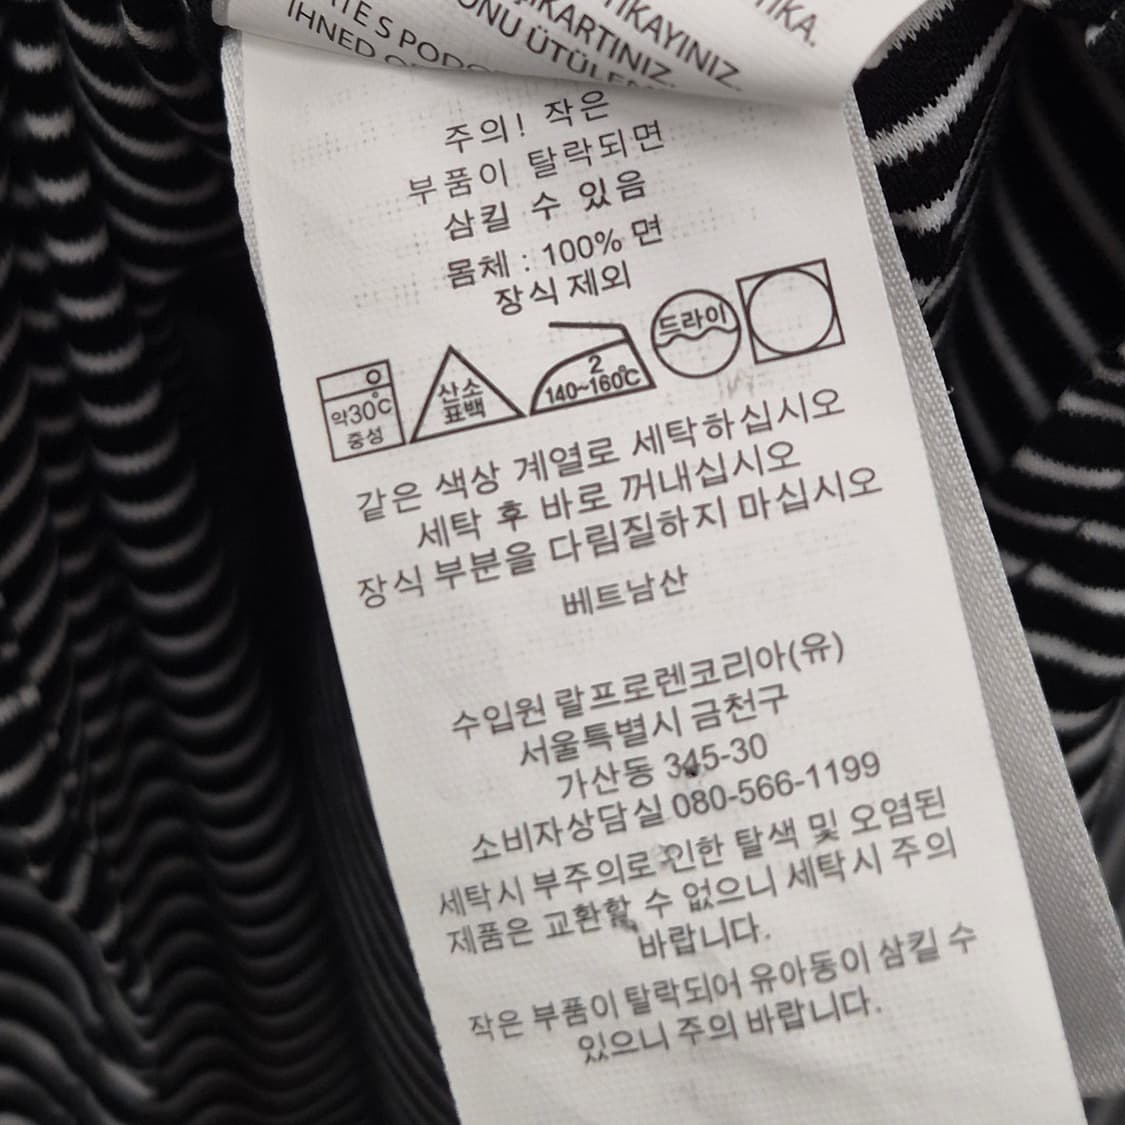 TIKA.
TIKAYINIZ.
IKARTINIZ.
ONU ÜTÜLEM
TE S PODO
IHNED O
주의! 작은
부품이 탈락되면
삼킬 수 있음
몸체 : 100% 면
장식 제외
약30℃
중성
산소
표백
2
140~160℃
드라이
같은 색상 계열로 세탁하십시오
세탁 후 바로 꺼내십시오
장식 부분을 다림질하지 마십시오
베트남산
수입원 랄프로렌코리아(유)
서울특별시 금천구
가산동 345-30
소비자상담실 080-566-1199
세탁시 부주의로 인한 탈색 및 오염된
제품은 교환할 수 없으니 세탁시 주의
바랍니다.
작은 부품이 탈락되어 유아동이 삼킬 수
있으니 주의 바랍니다.